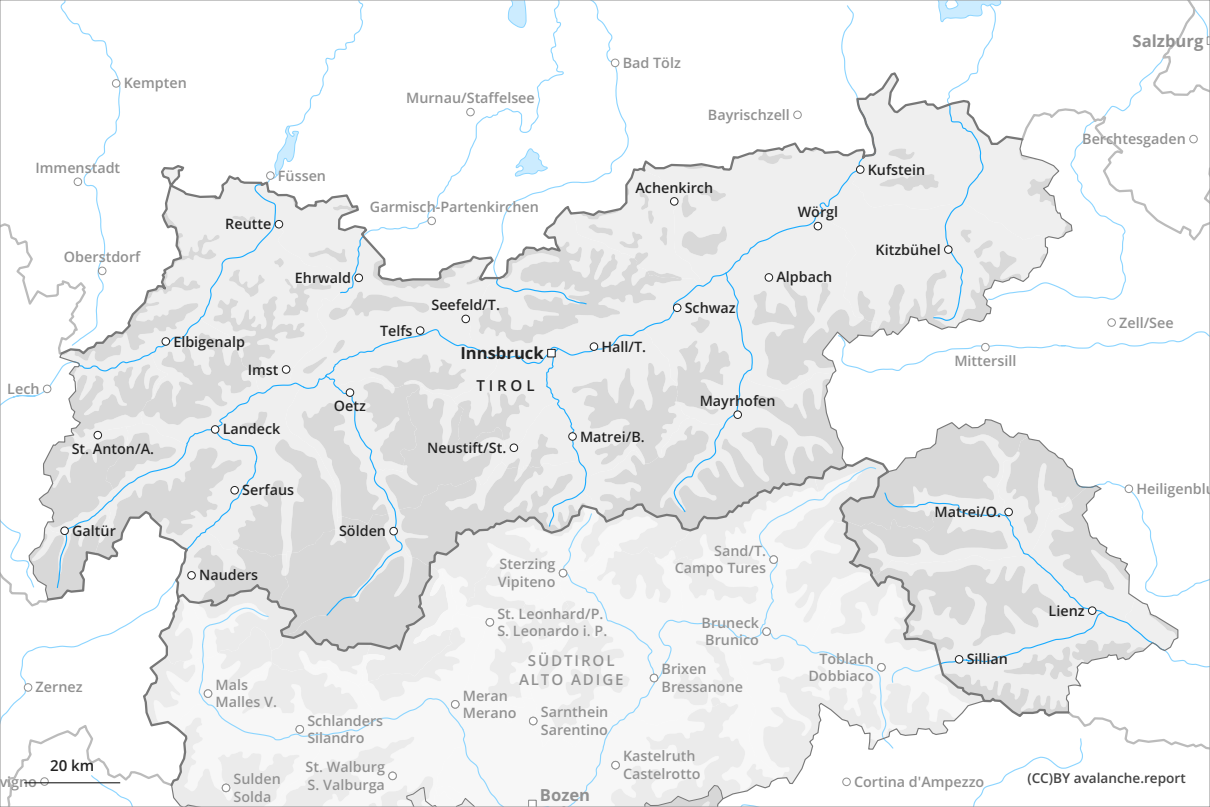 Salzburg
Bad Tölz
Kempten
Murnau/Staffelsee
Bayrischzell
Berchtesgaden
Immenstadt
Füssen
Kufstein
Achenkirch
Garmisch-Partenkirchen
Wörgl
Reutte
Kitzbühel
Oberstdorf
Ehrwald
Alpbach
Seefeld/T.
Schwaz
Zell/See
Telfs
Elbigenalp
Innsbruck
Hall/T.
Mittersill
Imst
TIROL
Lech
Oetz
Mayrhofen
Landeck
Matrei/B.
St. Anton/A.
Neustift/St.
Serfaus
Heiligenblu
Matrei/O.
Galtür
Sölden
Sand/T.
Campo Tures
Sterzing
Vipiteno
Nauders
Lienz
St. Leonhard/P.
S. Leonardo i. P.
Bruneck
Brunico
SÜDTIROL
ALTO ADIGE
Sillian
Toblach
Dobbiaco
Brixen
Bressanone
Zernez
Mals
Malles V.
Meran
Merano
Sarnthein
Sarentino
Schlanders
Silandro
Kastelruth
Castelrotto
20 km
St. Walburg
S. Valburga
vigno
Sulden
Solda
Cortina d'Ampezzo
(CC)BY avalanche.report
Bozen